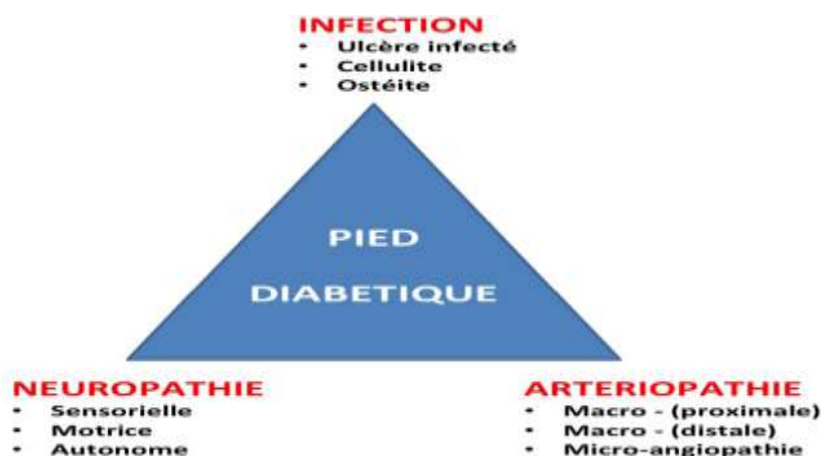 INFECTION
• Ulcère infecté
• Cellulite
• Ostéite
PIED
DIABETIQUE
NEUROPATHIE
• Sensorielle
• Motrice
• Autonome
ARTERIOPATHIE
• Macro - (proximale)
• Macro - (distale)
• Micro-angiopathie